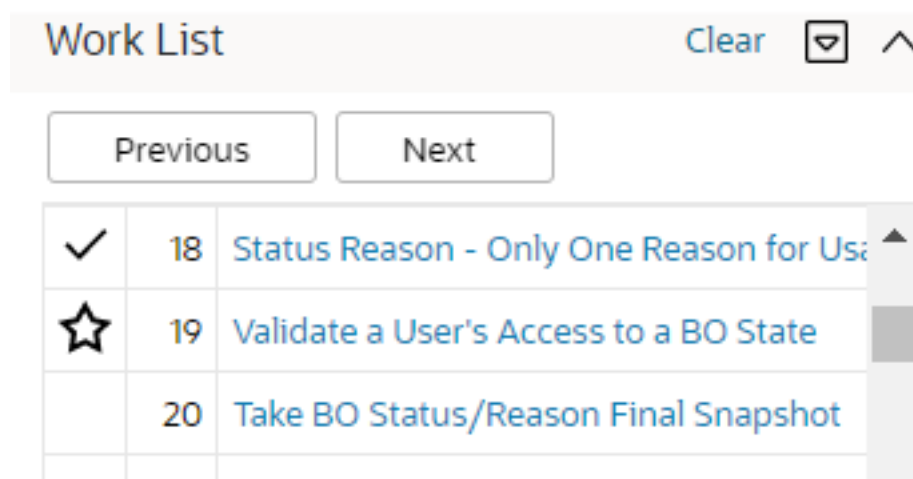 Work List Clear
Previous Next
18 Status Reason - Only One Reason for
19 Validate a User's Access to a BO State
20 Take BO Status/Reason Final Snapshot